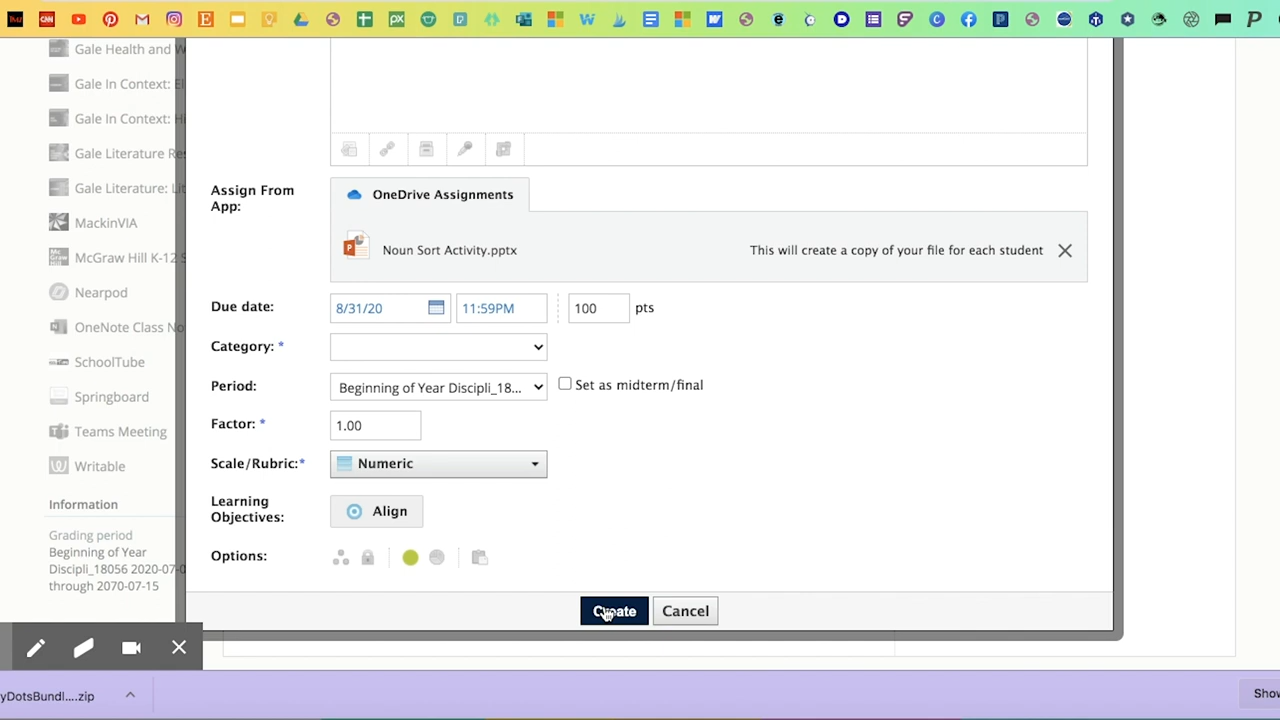 Gale Health and W
Gale In Context: El
Gale In Context: Hi
Gale Literature Res
Gale Literature: Lit
MackinVIA
McGraw Hill K-12 S
Nearpod
OneNote Class No
SchoolTube
Springboard
Teams Meeting
Writable
Information
Grading period
Beginning of Year
Discipli_18056 2020-07-0
through 2070-07-15
Assign From
App:
OneDrive Assignments
Noun Sort Activity.pptx
This will create a copy of your file for each student
Due date:
8/31/20
11:59PM
100
pts
Category: *
Period:
Beginning of Year Discipli_18...
Set as midterm/final
Factor: *
1.00
Scale/Rubric:*
Numeric
Learning
Objectives:
Align
Options:
Create
Cancel
yDotsBundl....zip
Show